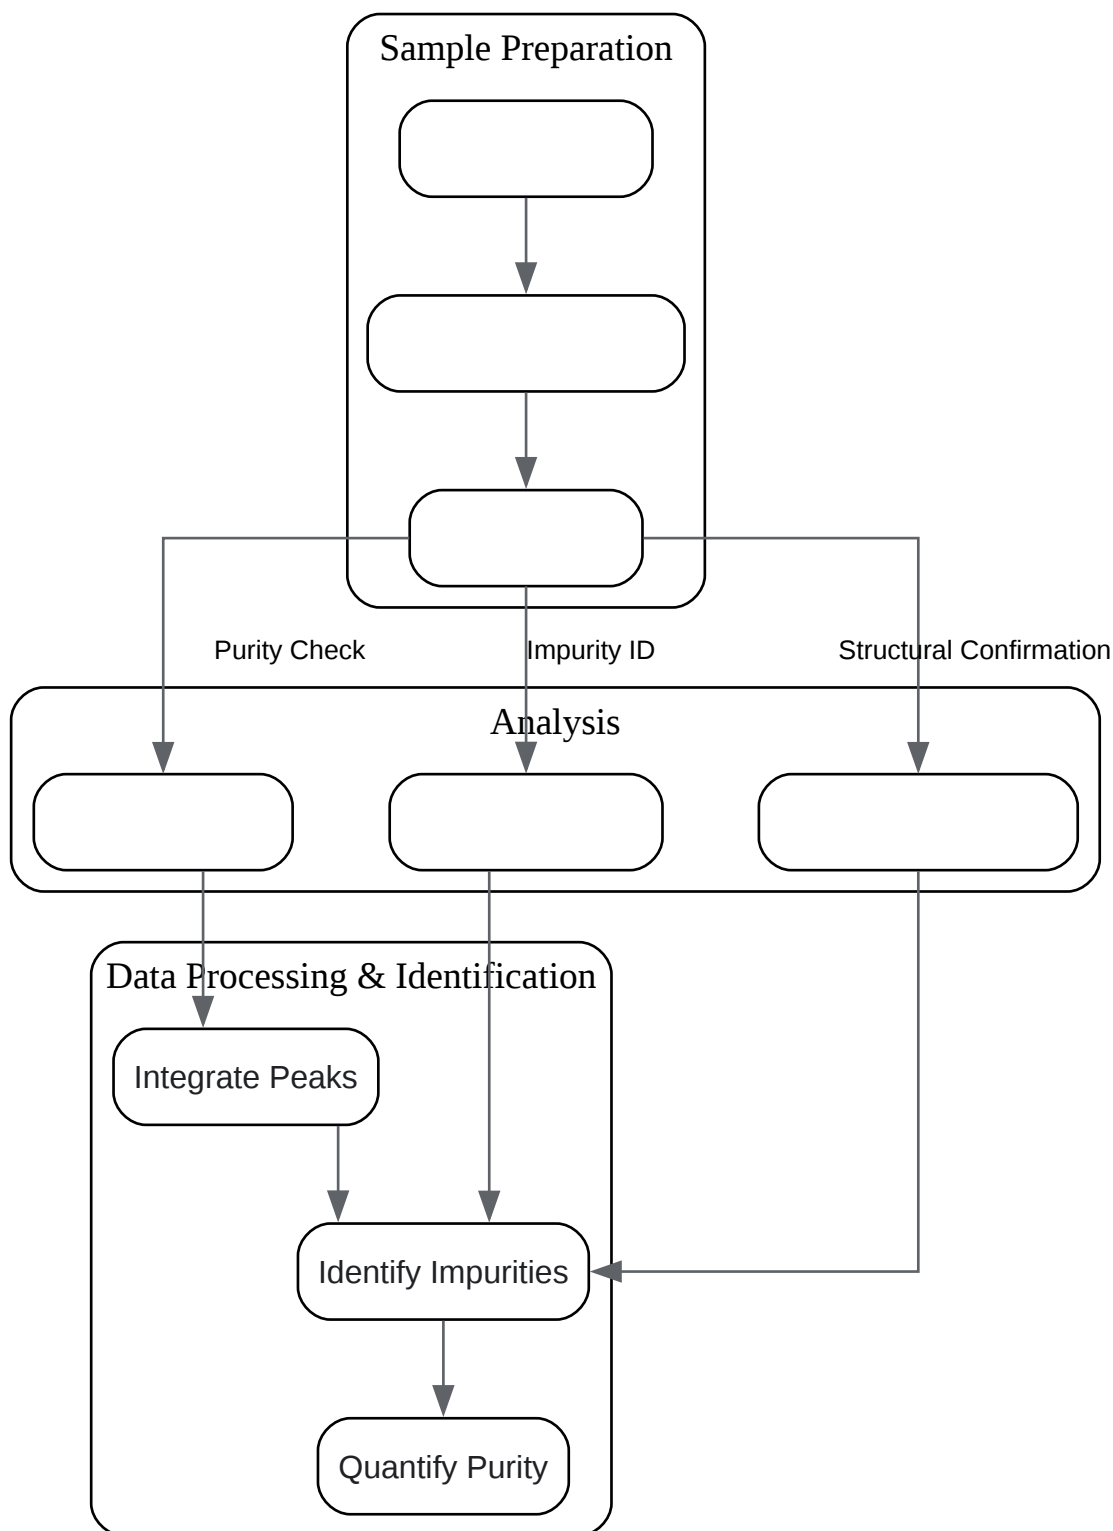 Sample Preparation
Purity Check
Impurity ID
Structural Confirmation
Analysis
Data Processing & Identification
Integrate Peaks
Identify Impurities
Quantify Purity